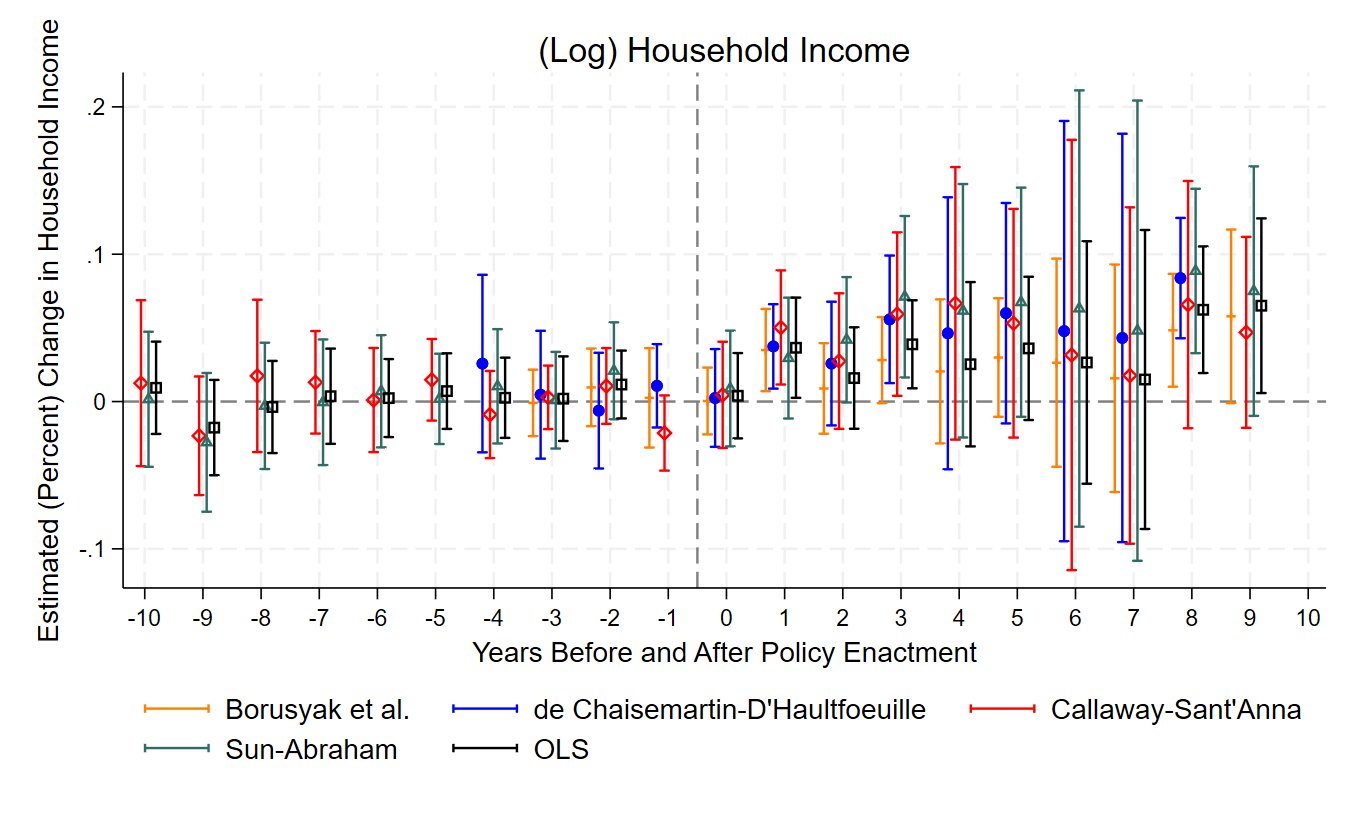 (Log) Household Income
Estimated (Percent) Change in Household Income
.2
.1
0
-.1
-10 -9 -8 -7 -6 -5 -4 -3 -2 -1 0 1 2 3 4 5 6 7 8 9 10
Years Before and After Policy Enactment
Borusyak et al. de Chaisemartin-D'Haultfoeuille Callaway-Sant'Anna
Sun-Abraham OLS